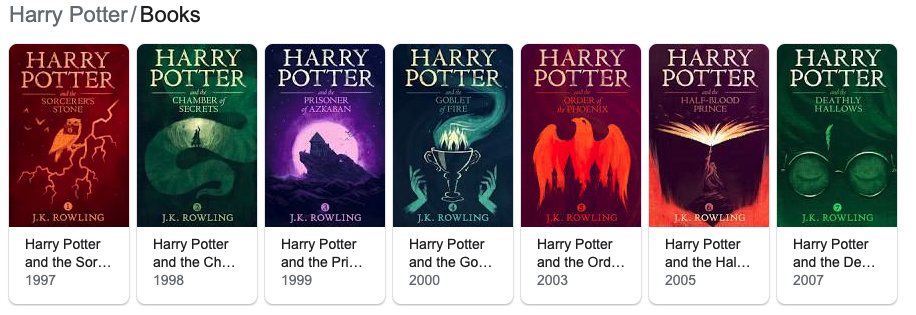 Harry Potter / Books
HARRY
POTTER
and the
SORCERER'S
STONE
1
J.K. ROWLING
Harry Potter
and the Sor...
1997
HARRY
POTTER
and the
CHAMBER of
SECRETS
2
J.K. ROWLING
Harry Potter
and the Ch...
1998
HARRY
POTTER
and the
PRISONER
OF AZKABAN
3
J.K. ROWLING
Harry Potter
and the Pri...
1999
HARRY
POTTER
and the
GOBLET
OF FIRE
4
J.K. ROWLING
Harry Potter
and the Go...
2000
HARRY
POTTER
and the
ORDER of
the PHOENIX
5
J.K. ROWLING
Harry Potter
and the Ord...
2003
HARRY
POTTER
and the
HALF-BLOOD
PRINCE
6
J.K. ROWLING
Harry Potter
and the Hal...
2005
HARRY
POTTER
and the
DEATHLY
HALLOWS
7
J.K. ROWLING
Harry Potter
and the De...
2007